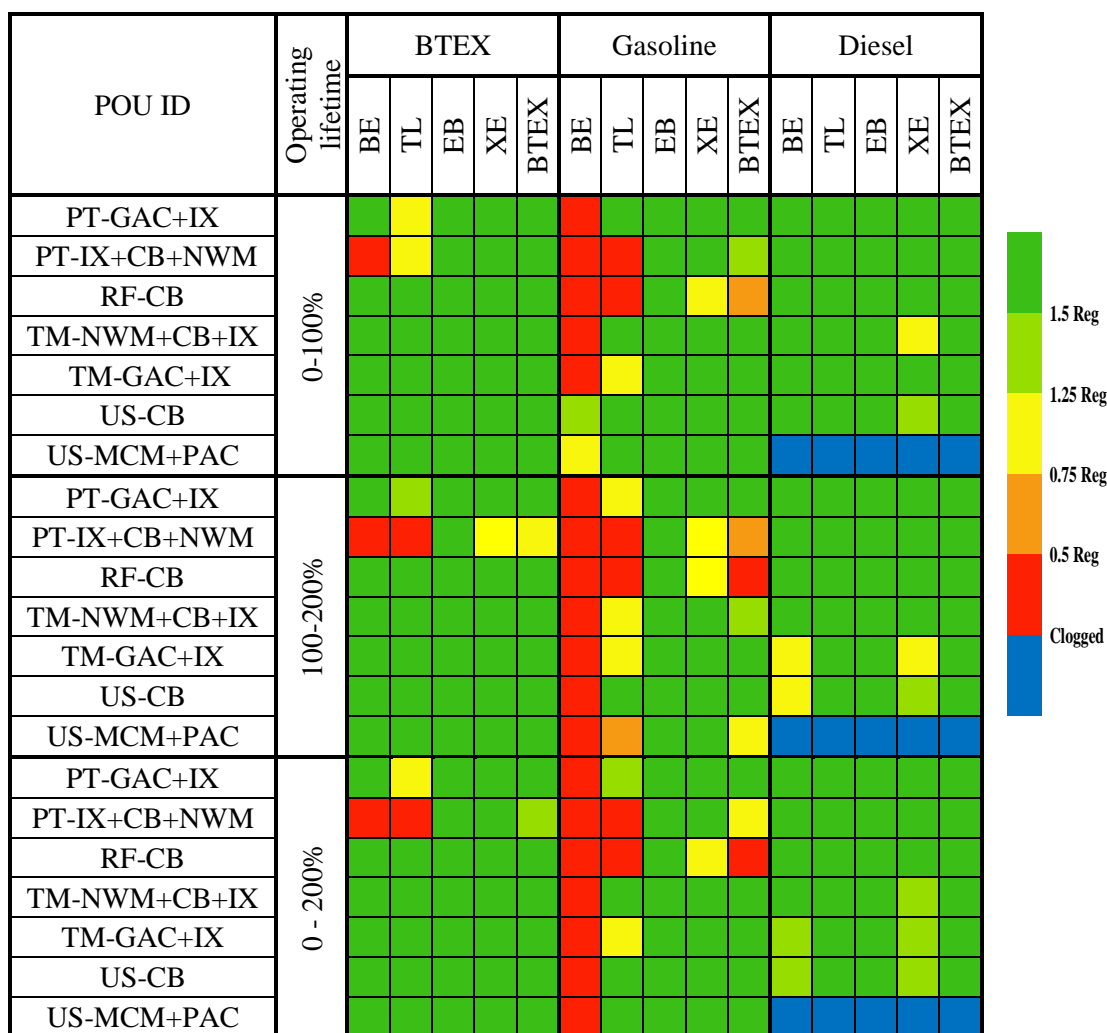 POU ID
Operating lifetime
BTEX Gasoline Diesel
BE TL EB XE BTEX BE TL EB XE BTEX BE TL EB XE BTEX
PT-GAC+IX
PT-IX+CB+NWM
RF-CB
TM-NWM+CB+IX
TM-GAC+IX
US-CB
US-MCM+PAC
0-100%
PT-GAC+IX
PT-IX+CB+NWM
RF-CB
TM-NWM+CB+IX
TM-GAC+IX
US-CB
US-MCM+PAC
100-200%
PT-GAC+IX
PT-IX+CB+NWM
RF-CB
TM-NWM+CB+IX
TM-GAC+IX
US-CB
US-MCM+PAC
0 - 200%
1.5 Reg
1.25 Reg
0.75 Reg
0.5 Reg
Clogged